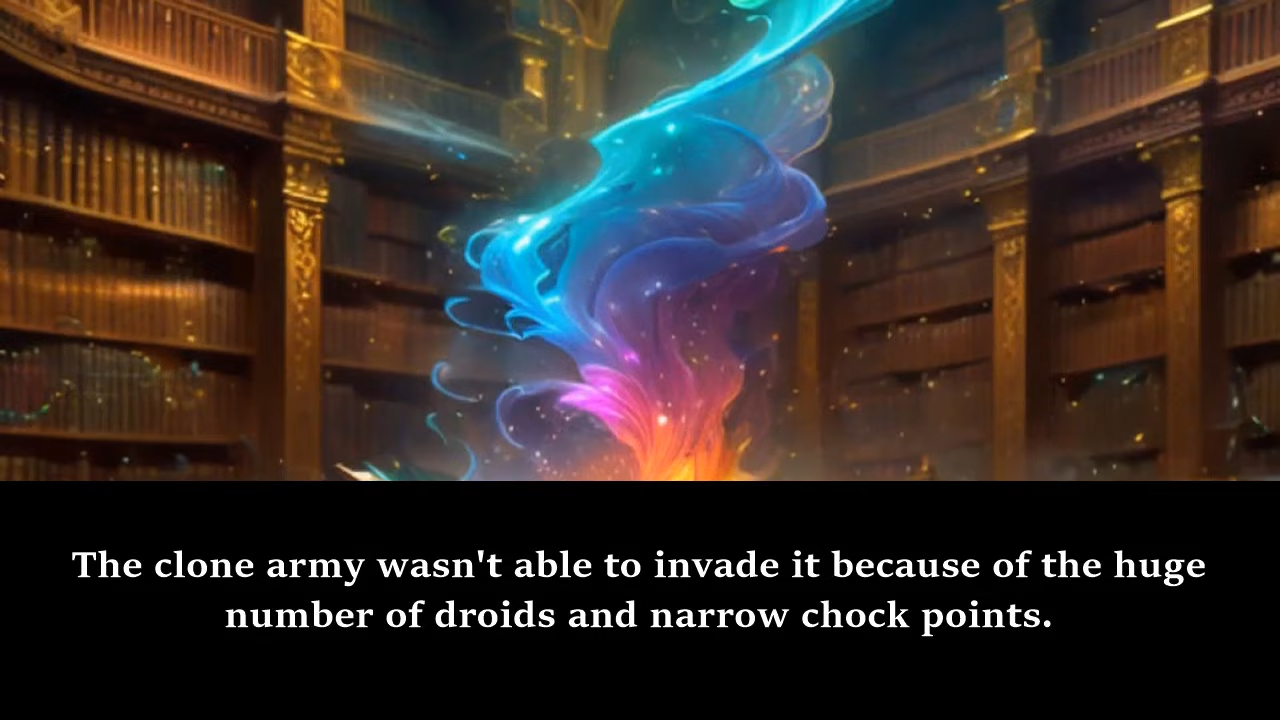 The clone army wasn't able to invade it because of the huge
number of droids and narrow chock points.